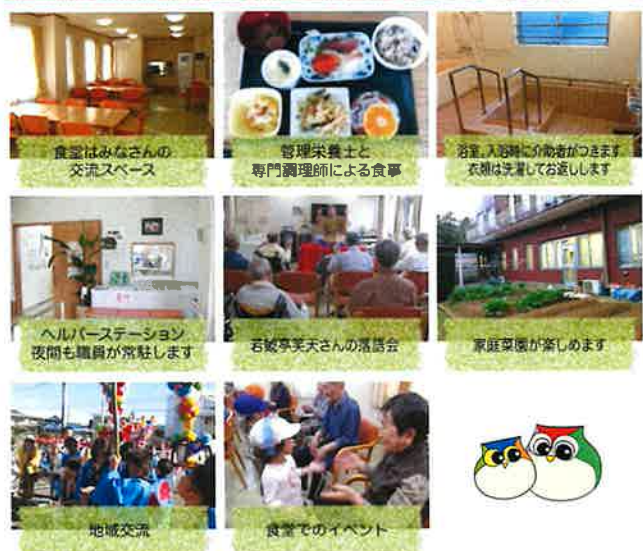 食堂はみなさんの
交流スペース
管理栄養士と
専門調理師による食事
浴室、入浴時に介助者がつきます
衣類は洗濯してお返しします
ヘルパーステーション
夜間も職員が常駐します
若敏亭笑天さんの落語会
家庭菜園が楽しめます
地域交流
食堂でのイベント